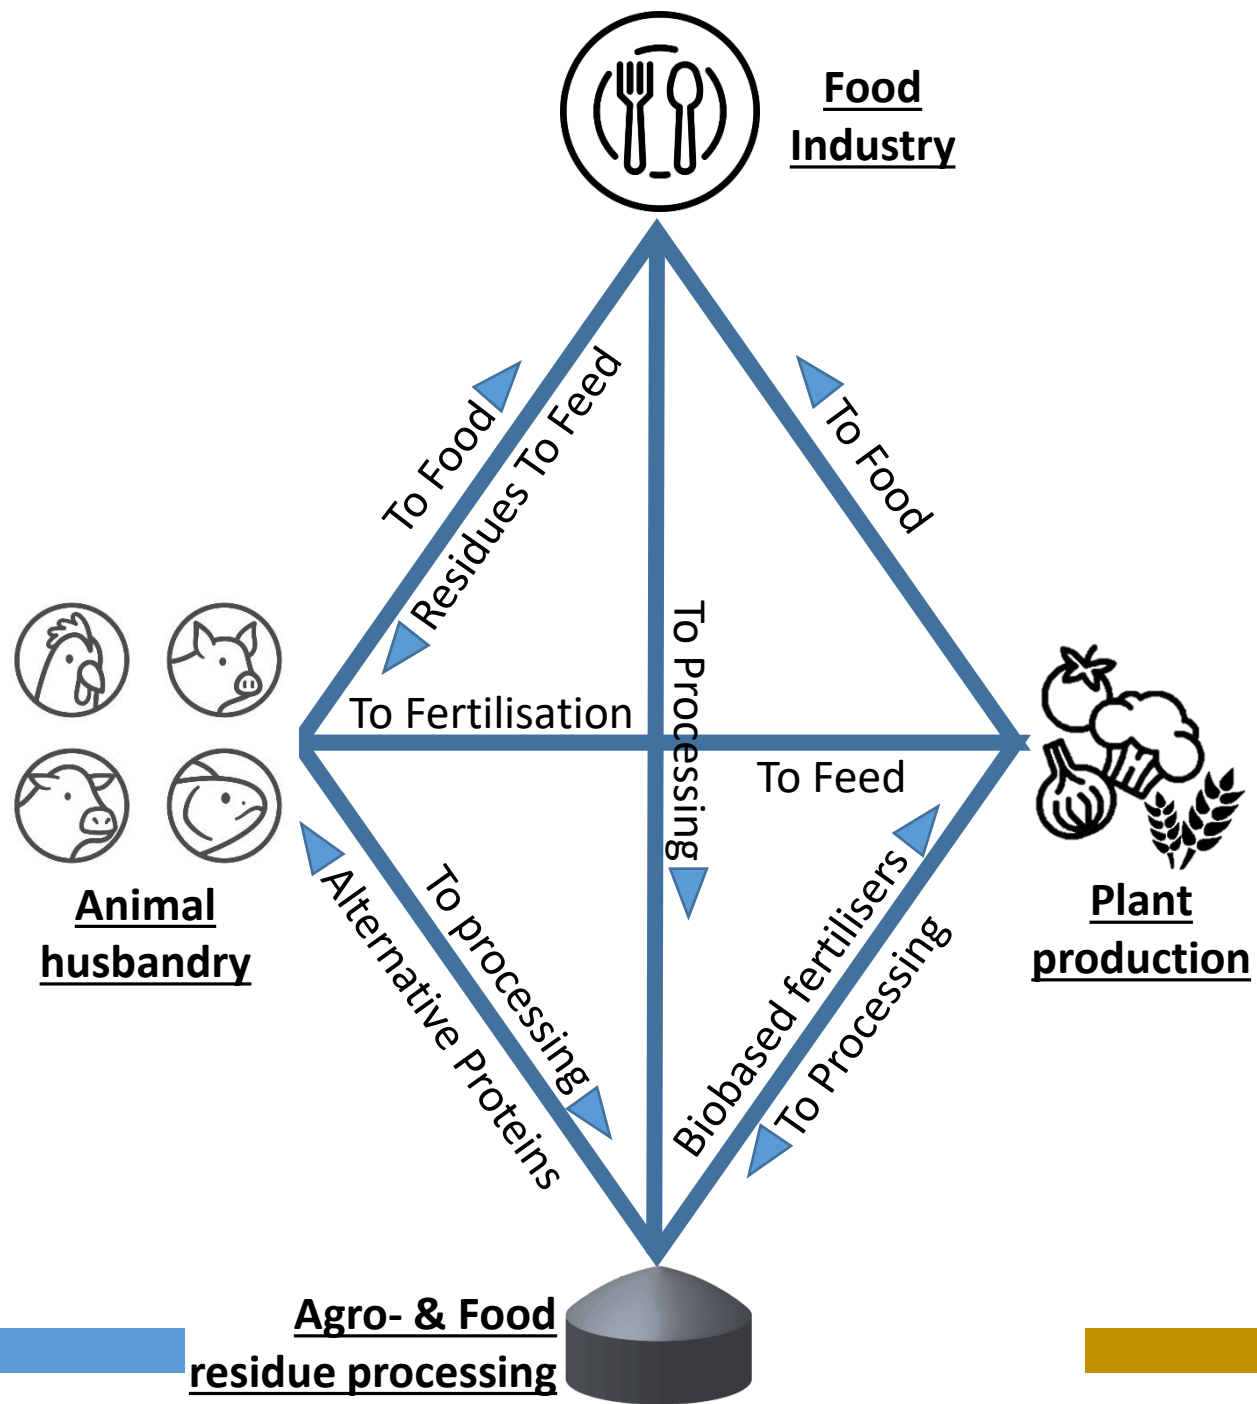 Food
Industry
To Food
Residues To Feed
To Food
To Processing
To Fertilisation
To Feed
Animal
husbandry
Plant
production
To processing
Alternative Proteins
Biobased fertilisers
To Processing
Agro- & Food
residue processing